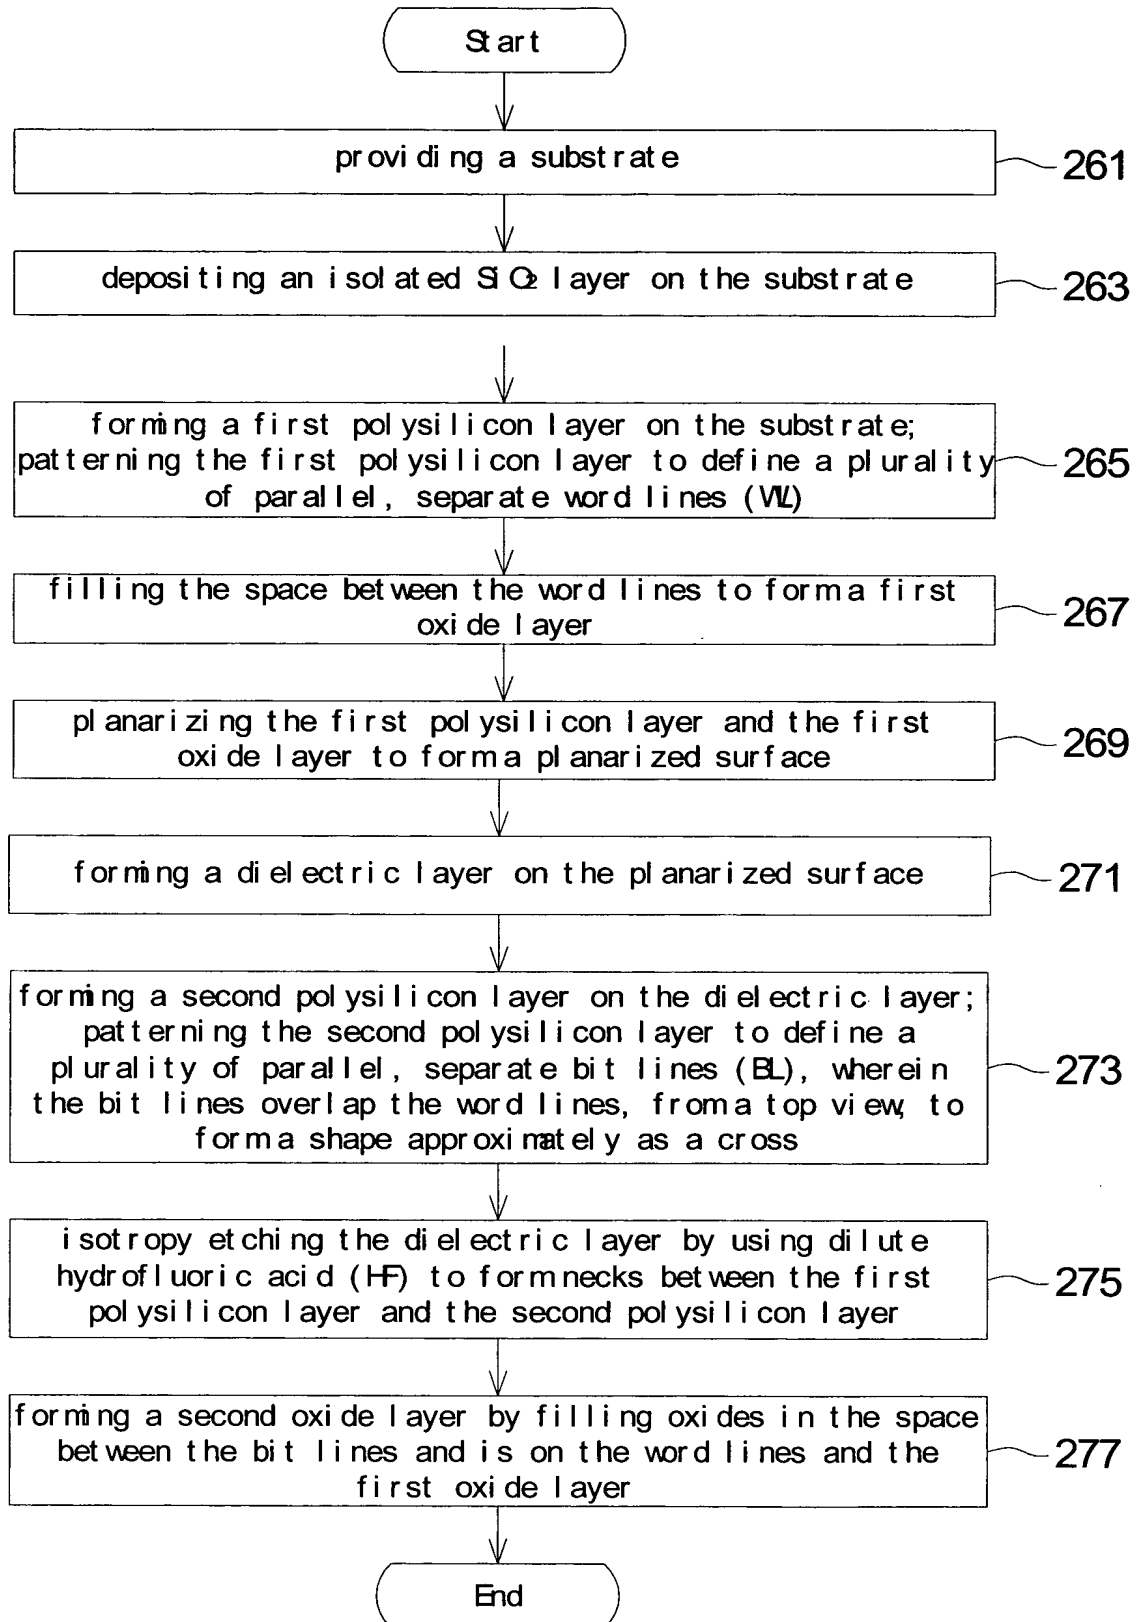 Start
providing a substrate
261
depositing an isolated SiO2 layer on the substrate
263
forming a first polysilicon layer on the substrate;
patterning the first polysilicon layer to define a plurality
of parallel, separate word lines (WL)
265
filling the space between the word lines to form a first
oxide layer
267
planarizing the first polysilicon layer and the first
oxide layer to form a planarized surface
269
forming a dielectric layer on the planarized surface
271
forming a second polysilicon layer on the dielectric layer;
patterning the second polysilicon layer to define a
plurality of parallel, separate bit lines (BL), wherein
the bit lines overlap the word lines, from a top view, to
form a shape approximately as a cross
273
isotropy etching the dielectric layer by using dilute
hydrofluoric acid (HF) to form necks between the first
polysilicon layer and the second polysilicon layer
275
forming a second oxide layer by filling oxides in the space
between the bit lines and is on the word lines and the
first oxide layer
277
End